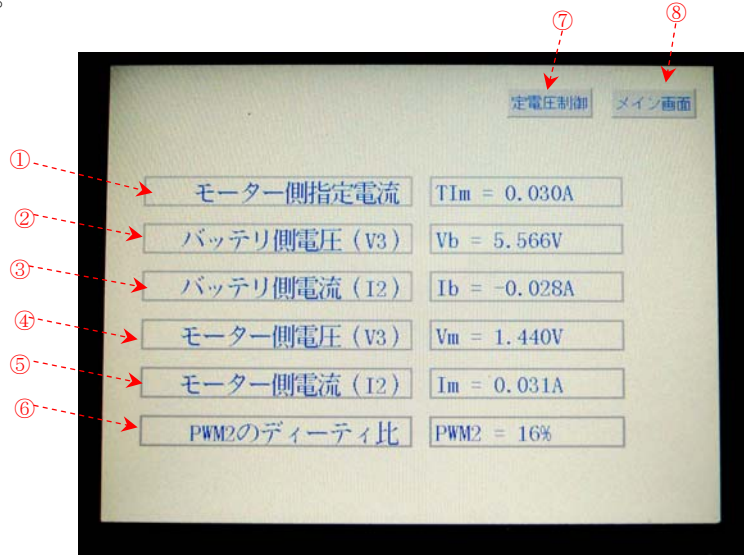 ⑦ ⑧
定電圧制御 メイン画面
① モーター側指定電流 TIm = 0.030A
② バッテリ側電圧(V3) Vb = 5.566V
③ バッテリ側電流(I2) Ib = -0.028A
④ モーター側電圧(V3) Vm = 1.440V
⑤ モーター側電流(I2) Im = 0.031A
⑥ PWM2のディーティ比 PWM2 = 16%